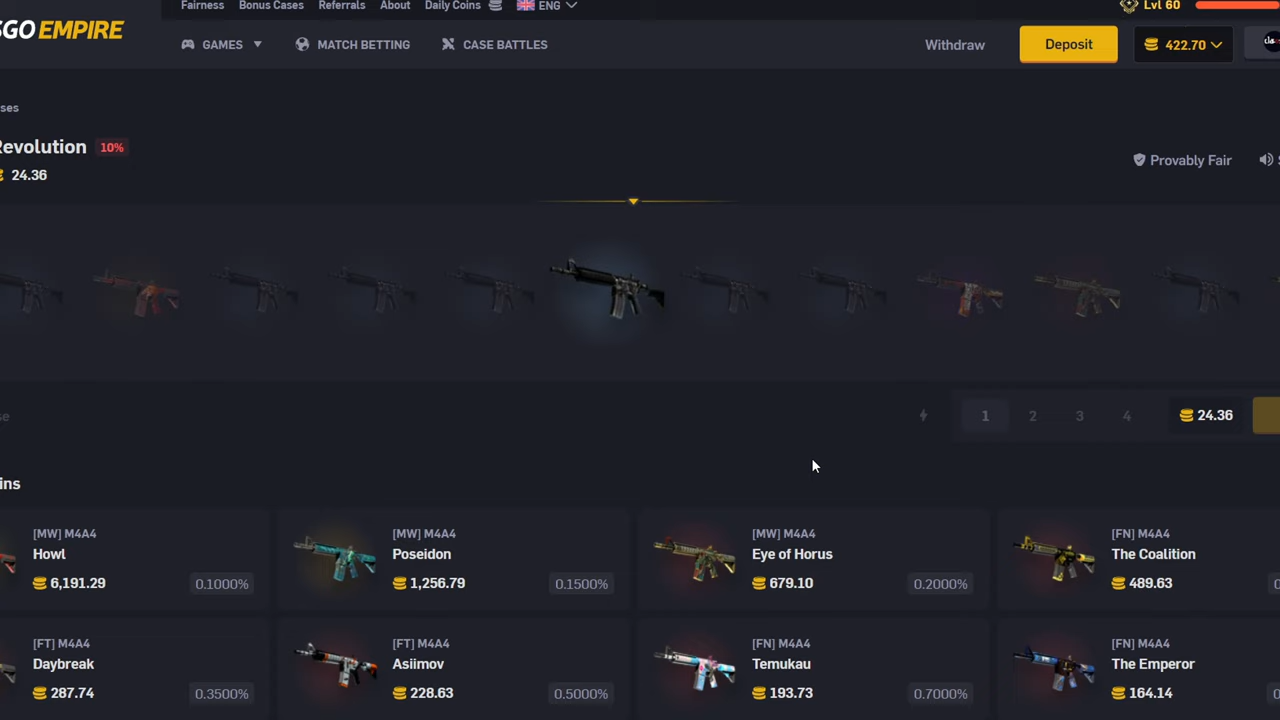 Fairness Bonus Cases Referrals About Daily Coins ENG Lvl 60
SGO EMPIRE
GAMES MATCH BETTING CASE BATTLES Withdraw Deposit 422.70
ses
Revolution 10%
24.36
Provably Fair
1 2 3 4 24.36
ins
[MW] M4A4 [MW] M4A4 [MW] M4A4 [FN] M4A4
Howl Poseidon Eye of Horus The Coalition
6,191.29 0.1000% 1,256.79 0.1500% 679.10 0.2000% 489.63
[FT] M4A4 [FT] M4A4 [FN] M4A4 [FN] M4A4
Daybreak Asiimov Temukau The Emperor
287.74 0.3500% 228.63 0.5000% 193.73 0.7000% 164.14